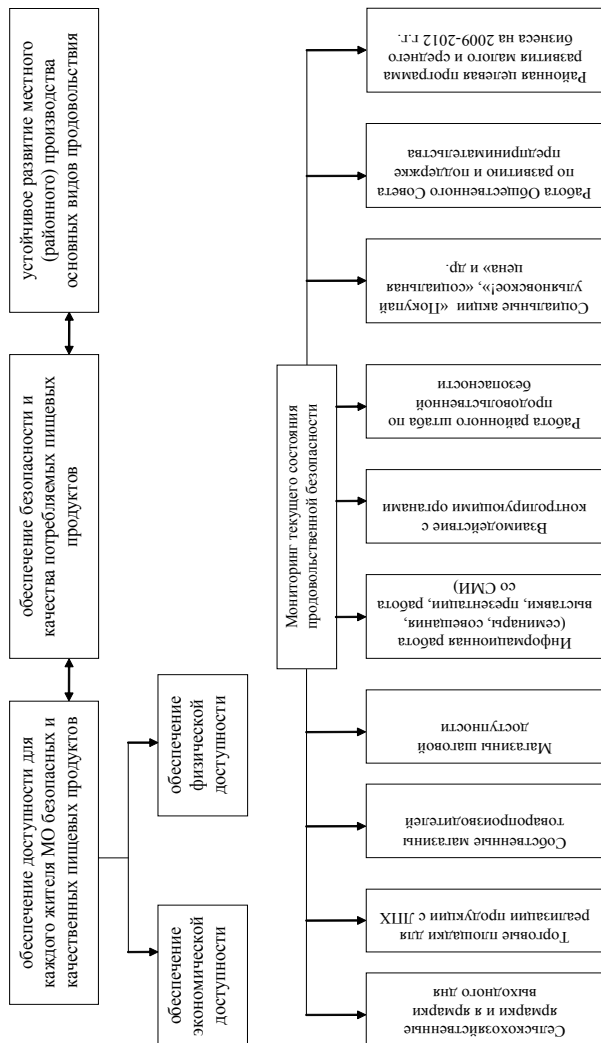 обеспечение доступности для
каждого жителя МО безопасных и
качественных пищевых продуктов
обеспечение безопасности и
качества потребляемых пищевых
продуктов
устойчивое развитие местного
(районного) производства
основных видов продовольствия
обеспечение
экономической
доступности
обеспечение
физической
доступности
Мониторинг текущего состояния
продовольственной безопасности
Сельскохозяйственные
ярмарки и я ярмарки
выходного дня
Торговые площадки для
реализации продукции с ЛПХ
Собственные магазины
товаропроизводителей
Магазины шаговой
доступности
Информационная работа
(семинары, совещания,
выставки, презентации, работа
со СМИ)
Взаимодействие с
контролирующими органами
Работа районного штаба по
продовольственной
безопасности
Социальные акции «Покупай
ульяновское!», «социальная
цена» и др.
Работа Общественного Совета
по развитию и поддержке
предпринимательства
Районная целевая программа
развития малого и среднего
бизнеса на 2009-2012 г.г.